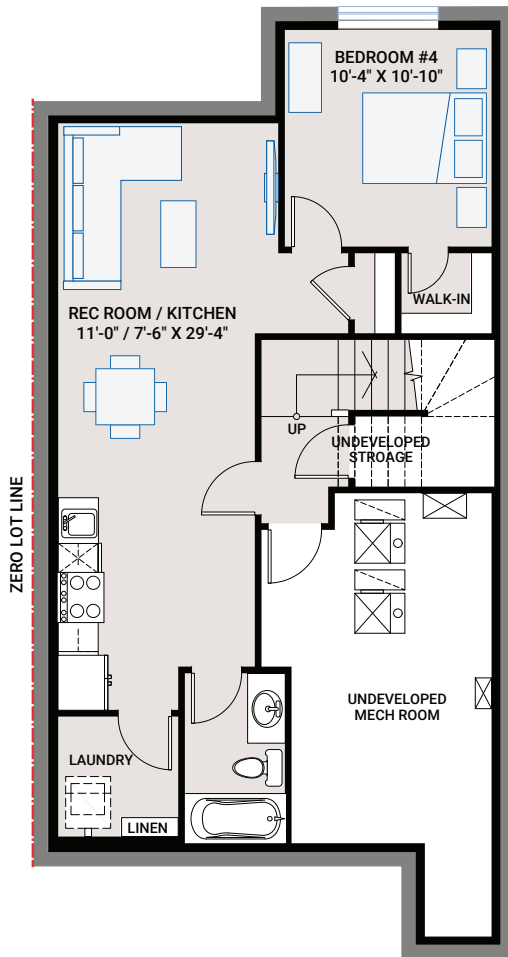 BEDROOM #4
10'-4" X 10'-10"
WALK-IN
REC ROOM / KITCHEN
11'-0" / 7'-6" X 29'-4"
UP
UNDEVELOPED
STROAGE
ZERO LOT LINE
UNDEVELOPED
MECH ROOM
LAUNDRY
LINEN